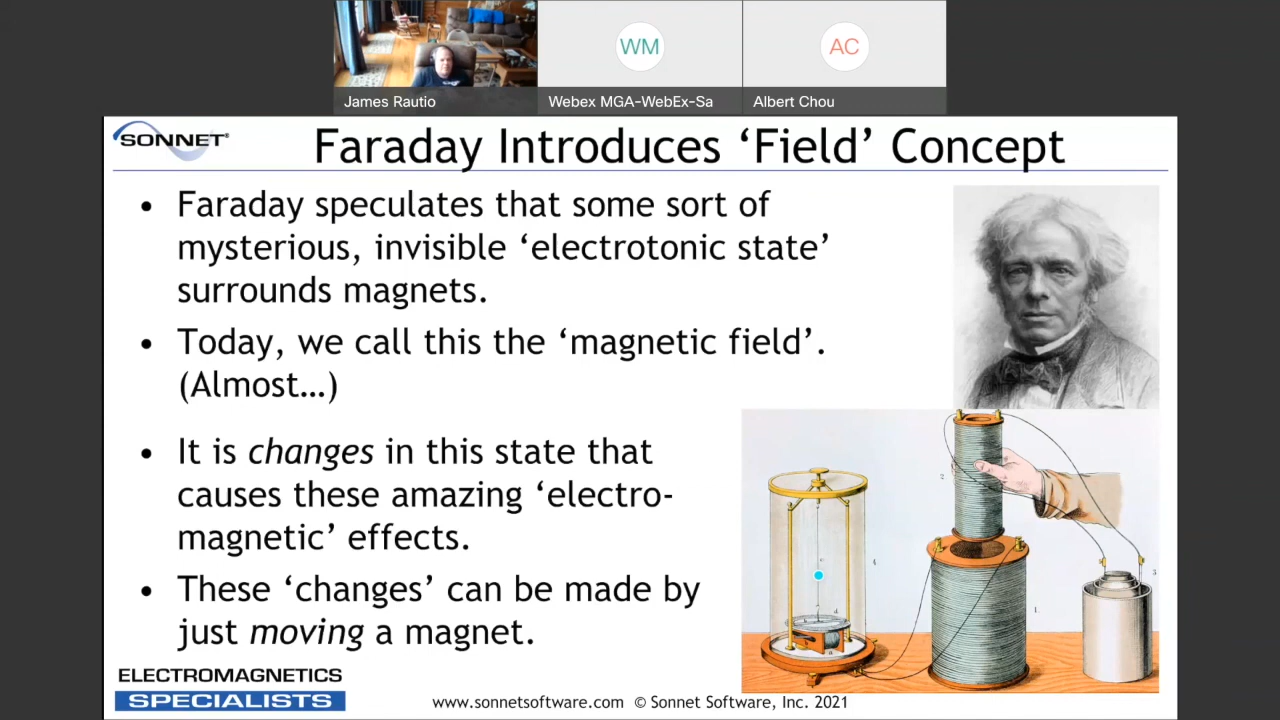 WM
AC
James Rautio
Webex MGA-WebEx-Sa
Albert Chou
SONNET®
Faraday Introduces ‘Field’ Concept
• Faraday speculates that some sort of
mysterious, invisible ‘electrotonic state’
surrounds magnets.
• Today, we call this the ‘magnetic field’.
(Almost…)
• It is changes in this state that
causes these amazing ‘electro-
magnetic’ effects.
• These ‘changes’ can be made by
just moving a magnet.
ELECTROMAGNETICS
SPECIALISTS
www.sonnetsoftware.com © Sonnet Software, Inc. 2021